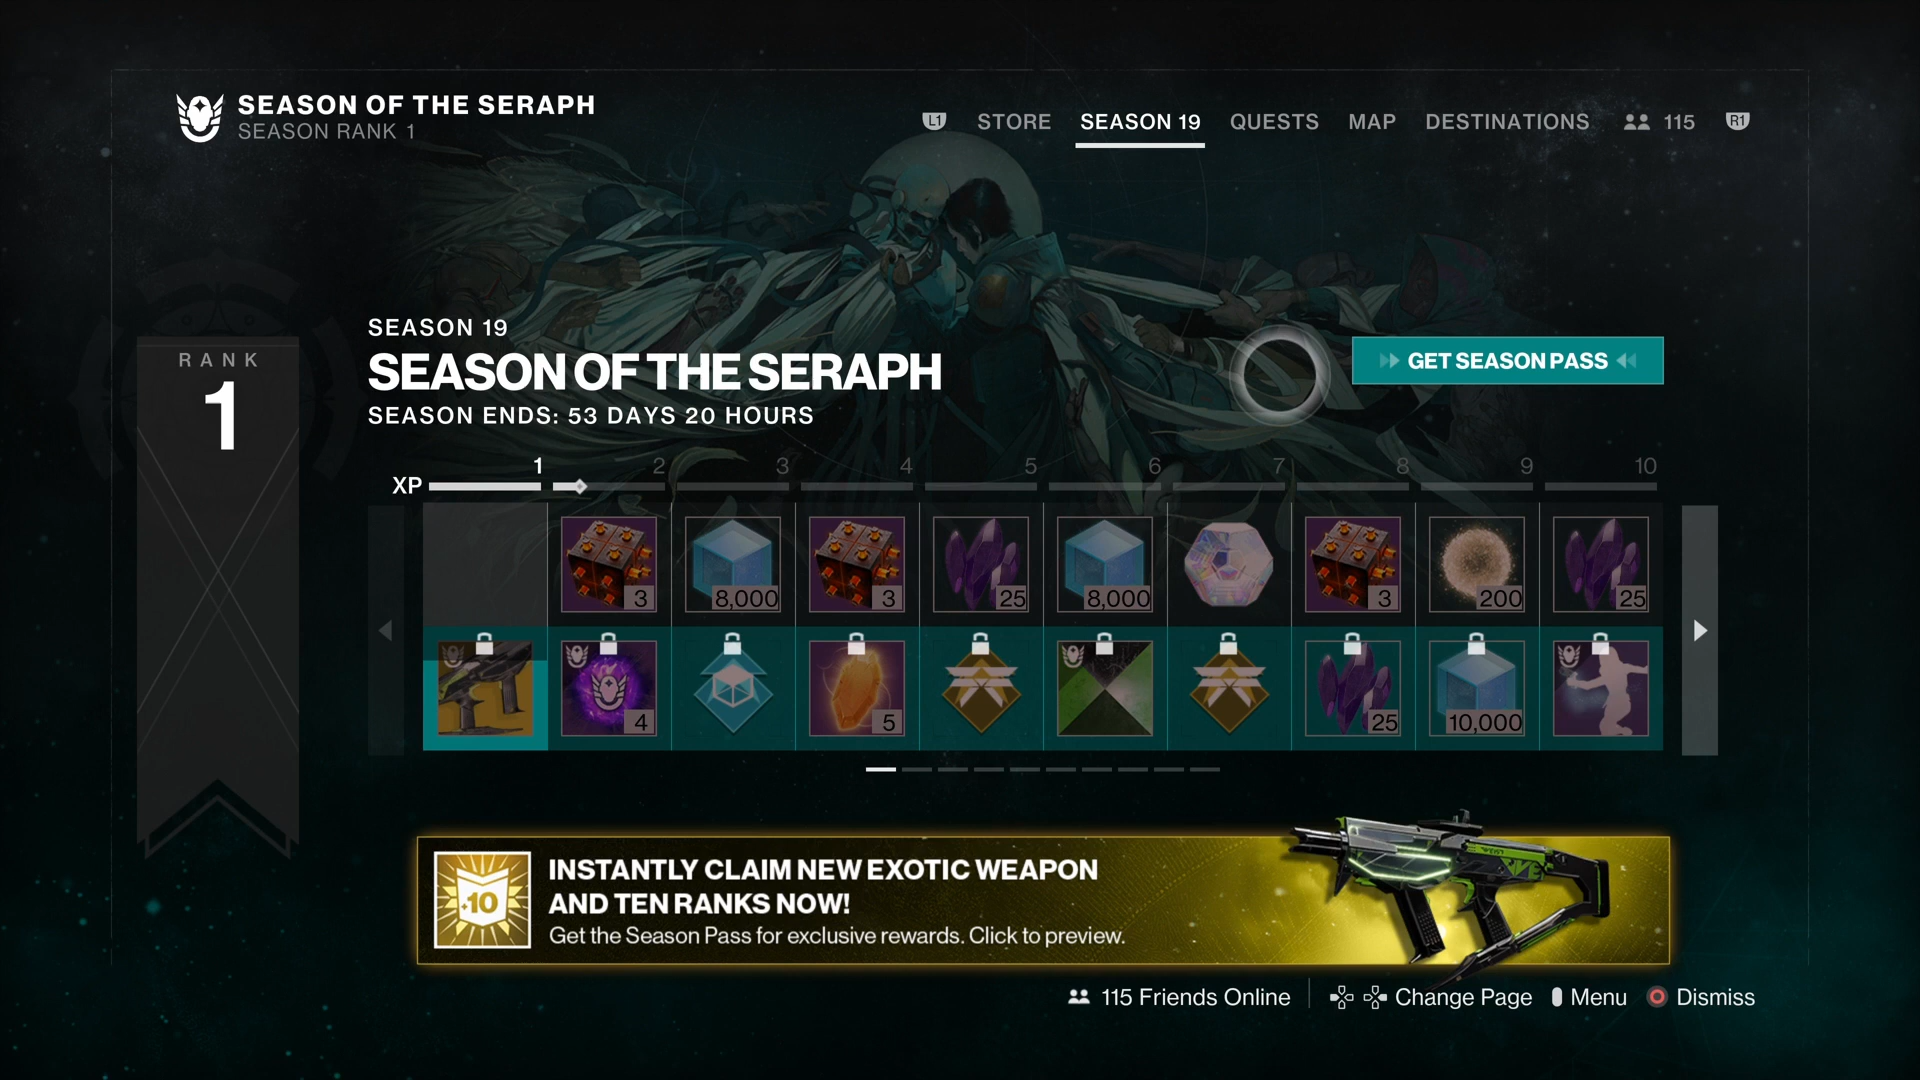 SEASON OF THE SERAPH
SEASON RANK 1
L1 STORE SEASON 19 QUESTS MAP DESTINATIONS 115 R1
RANK
1
SEASON 19
SEASON OF THE SERAPH
SEASON ENDS: 53 DAYS 20 HOURS
GET SEASON PASS
1 2 3 4 5 6 7 8 9 10
XP
3 8,000 3 25 8,000 3 200 25
4 5 25 10,000
+10
INSTANTLY CLAIM NEW EXOTIC WEAPON
AND TEN RANKS NOW!
Get the Season Pass for exclusive rewards. Click to preview.
115 Friends Online Change Page Menu Dismiss